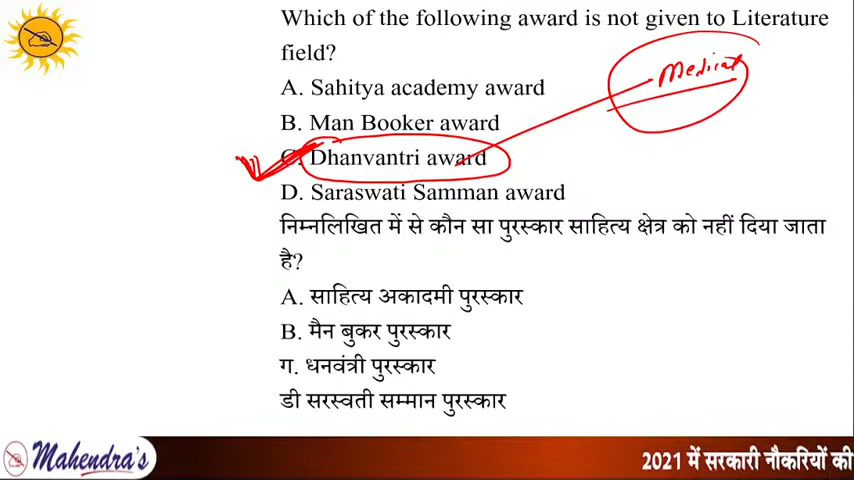 Which of the following award is not given to Literature
field?
A. Sahitya academy award
Medical
B. Man Booker award
C. Dhanvantri award
D. Saraswati Samman award
निम्नलिखित में से कौन सा पुरस्कार साहित्य क्षेत्र को नहीं दिया जाता
है?
A. साहित्य अकादमी पुरस्कार
B. मैन बुकर पुरस्कार
ग. धनवंत्री पुरस्कार
डी सरस्वती सम्मान पुरस्कार
Mahendra's
2021 में सरकारी नौकरियों की